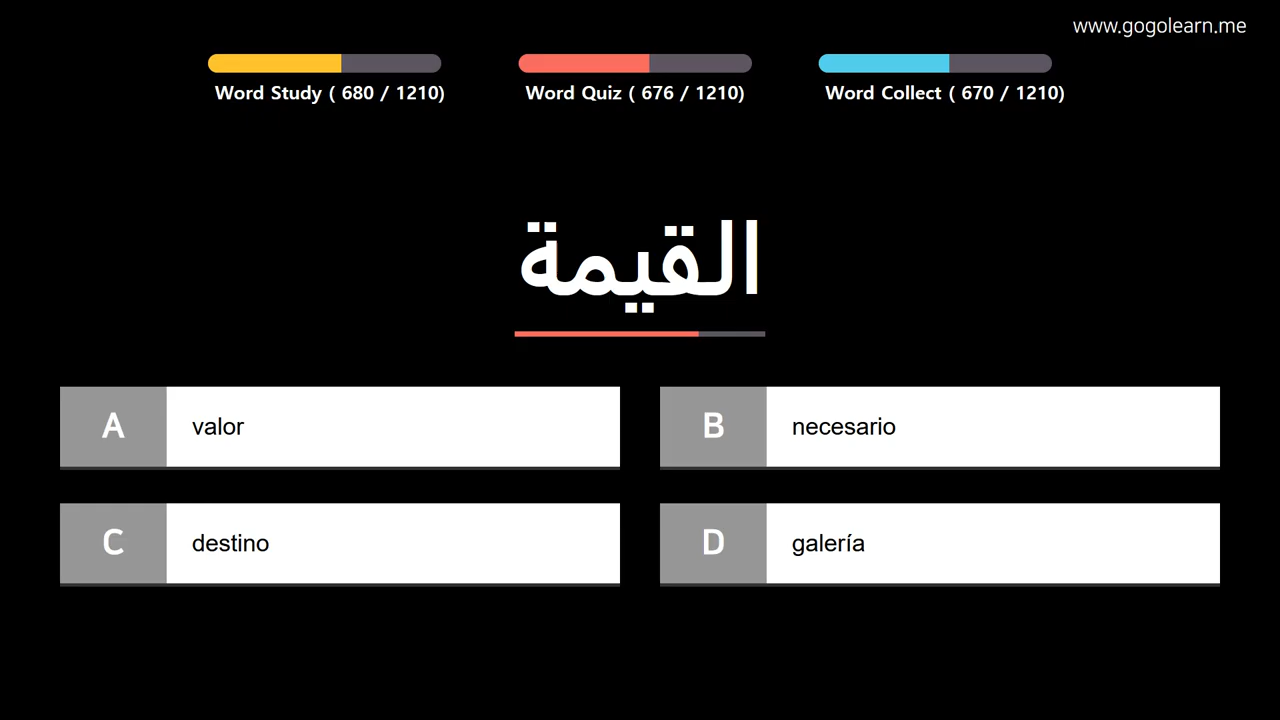 www.gogolearn.me
Word Study ( 680 / 1210)
Word Quiz ( 676 / 1210)
Word Collect ( 670 / 1210)
القيمة
A valor
B necesario
C destino
D galería